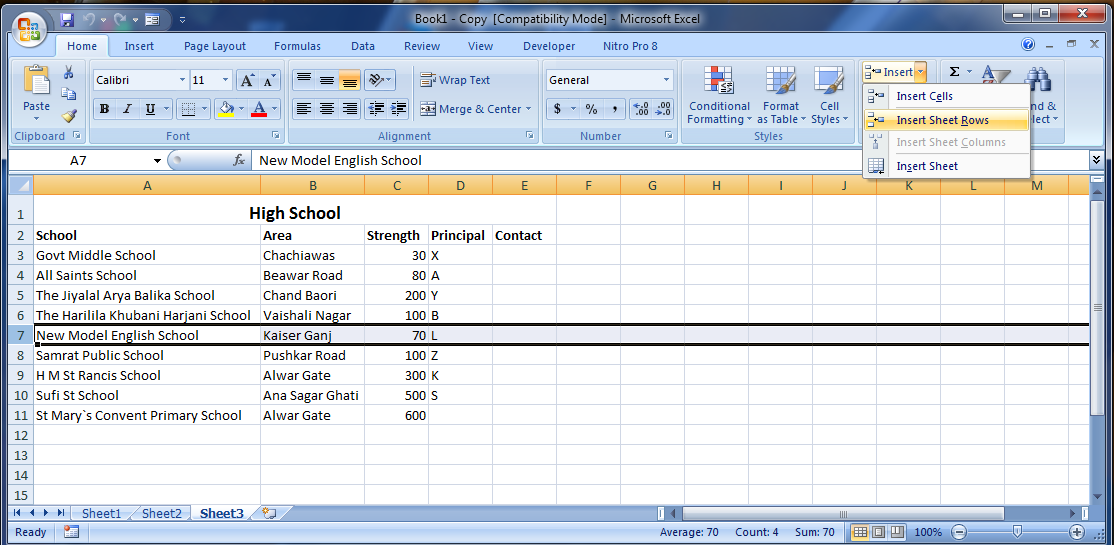 Book1 - Copy [Compatibility Mode] - Microsoft Excel
Home Insert Page Layout Formulas Data Review View Developer Nitro Pro 8
Calibri 11 Wrap Text General Insert Σ
Paste B I U A Merge & Center $ % , Conditional Formatting Format as Table Cell Styles & lect
Clipboard Font Alignment Number Styles
Insert Cells
Insert Sheet Rows
Insert Sheet Columns
Insert Sheet
A7 fx New Model English School
A B C D E F G H I J K L M
1 High School
2 School Area Strength Principal Contact
3 Govt Middle School Chachiawas 30 X
4 All Saints School Beawar Road 80 A
5 The Jiyalal Arya Balika School Chand Baori 200 Y
6 The Harilila Khubani Harjani School Vaishali Nagar 100 B
7 New Model English School Kaiser Ganj 70 L
8 Samrat Public School Pushkar Road 100 Z
9 H M St Rancis School Alwar Gate 300 K
10 Sufi St School Ana Sagar Ghati 500 S
11 St Mary`s Convent Primary School Alwar Gate 600
12
13
14
15
Sheet1 Sheet2 Sheet3
Ready Average: 70 Count: 4 Sum: 70 100%